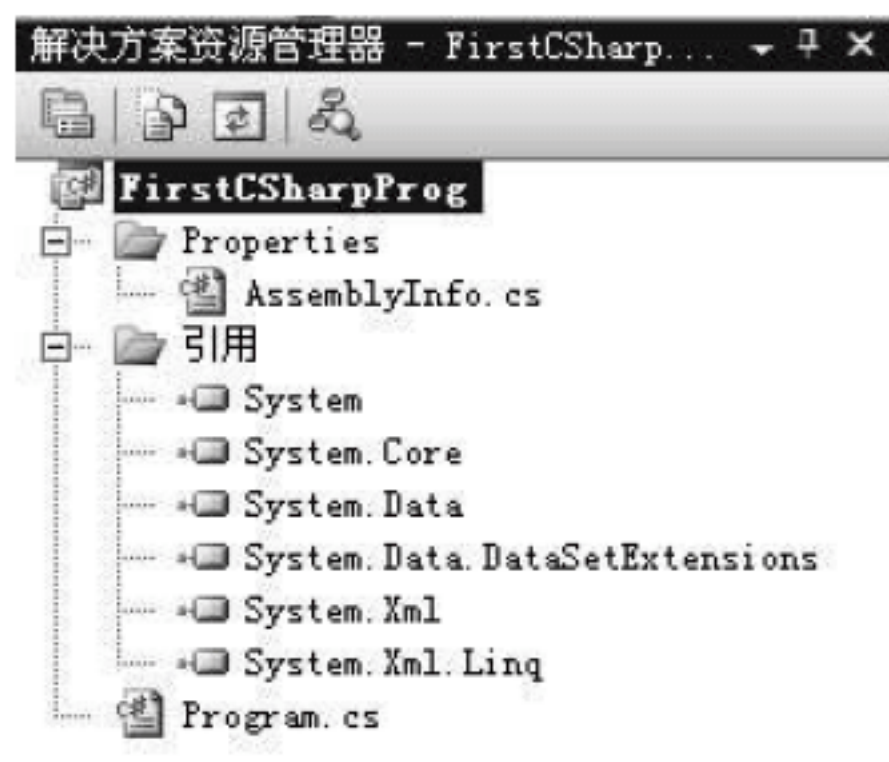 解决方案资源管理器 - FirstCSharp...
FirstCSharpProg
Properties
AssemblyInfo.cs
引用
System
System.Core
System.Data
System.Data.DataSetExtensions
System.Xml
System.Xml.Linq
Program.cs